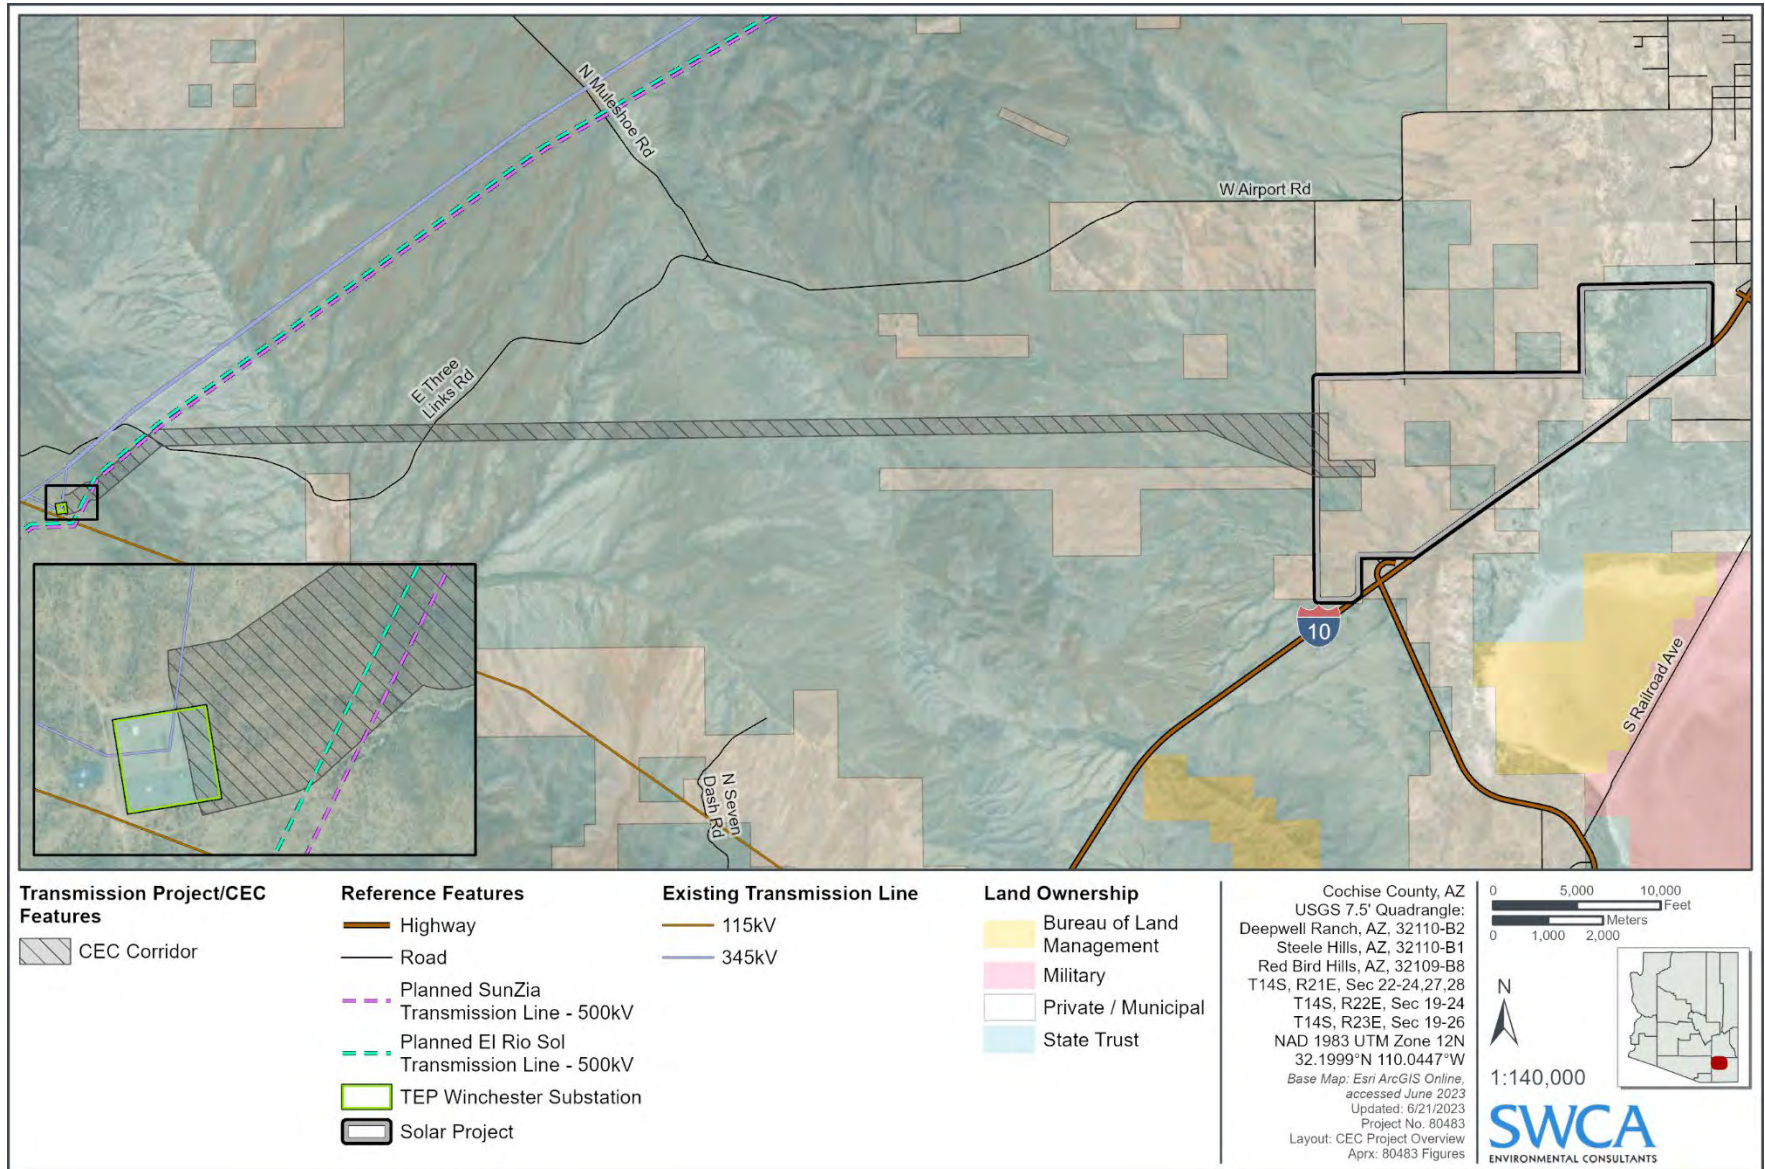 N Muleshoe Rd
W Airport Rd
E Three
Links Rd
10
S Railroad Ave
N Seven
Dash Rd
Transmission Project/CEC
Features
CEC Corridor
Reference Features
Highway
Road
Planned SunZia
Transmission Line - 500kV
Planned El Rio Sol
Transmission Line - 500kV
TEP Winchester Substation
Solar Project
Existing Transmission Line
115kV
345kV
Land Ownership
Bureau of Land
Management
Military
Private / Municipal
State Trust
Cochise County, AZ
USGS 7.5' Quadrangle:
Deepwell Ranch, AZ, 32110-B2
Steele Hills, AZ, 32110-B1
Red Bird Hills, AZ, 32109-B8
T14S, R21E, Sec 22-24,27,28
T14S, R22E, Sec 19-24
T14S, R23E, Sec 19-26
NAD 1983 UTM Zone 12N
32.1999°N 110.0447°W
Base Map: Esri ArcGIS Online,
accessed June 2023
Updated: 6/21/2023
Project No. 80483
Layout: CEC Project Overview
Aprx: 80483 Figures
0 5,000 10,000
Feet
Meters
0 1,000 2,000
N
1:140,000
SWCA
ENVIRONMENTAL CONSULTANTS